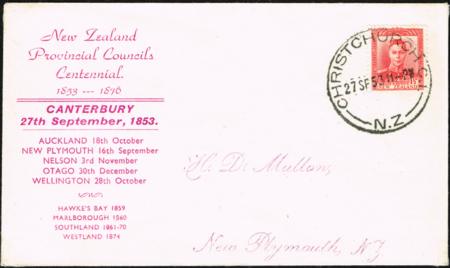 New Zealand
Provincial Councils
Centennial.
1853 --- 1876
CANTERBURY
27th September, 1853.
AUCKLAND 18th October
NEW PLYMOUTH 16th September
NELSON 3rd November
OTAGO 30th December
WELLINGTON 28th October
HAWKE'S BAY 1859
MARLBOROUGH 1860
SOUTHLAND 1861-70
WESTLAND 1874
CHRISTCHURCH
27 SP 53
N.Z
NEW ZEALAND
H. D. Mullon,
New Plymouth, NZ